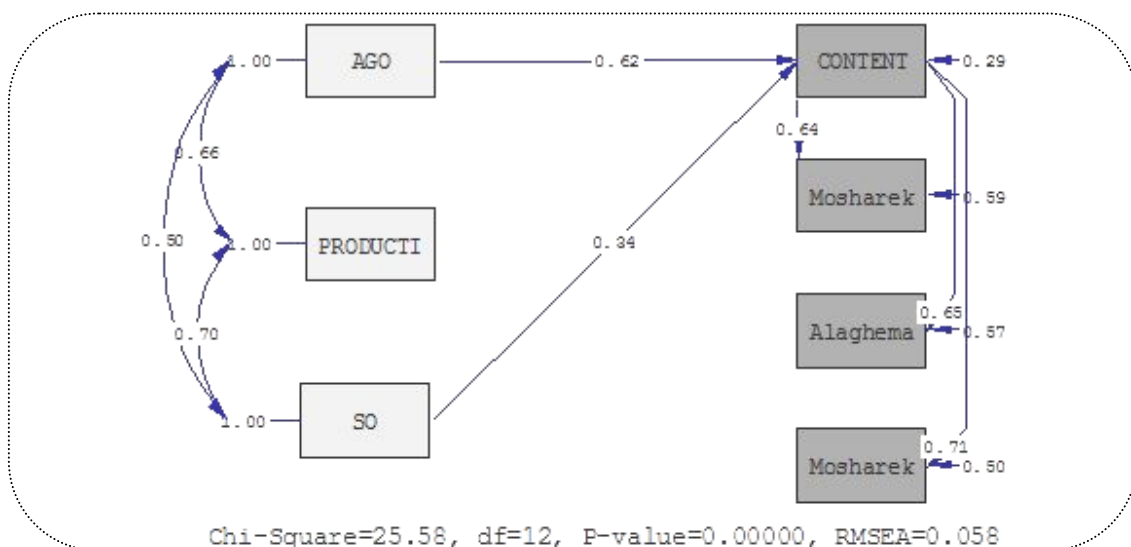 1.00 AGO 0.62 CONTENT 0.29
0.64
0.66
Mosharek 0.59
0.50 1.00 PRODUCTI 0.34
0.65
Alaghema 0.57
0.70
1.00 SO
0.71
Mosharek 0.50
Chi-Square=25.58, df=12, P-value=0.00000, RMSEA=0.058